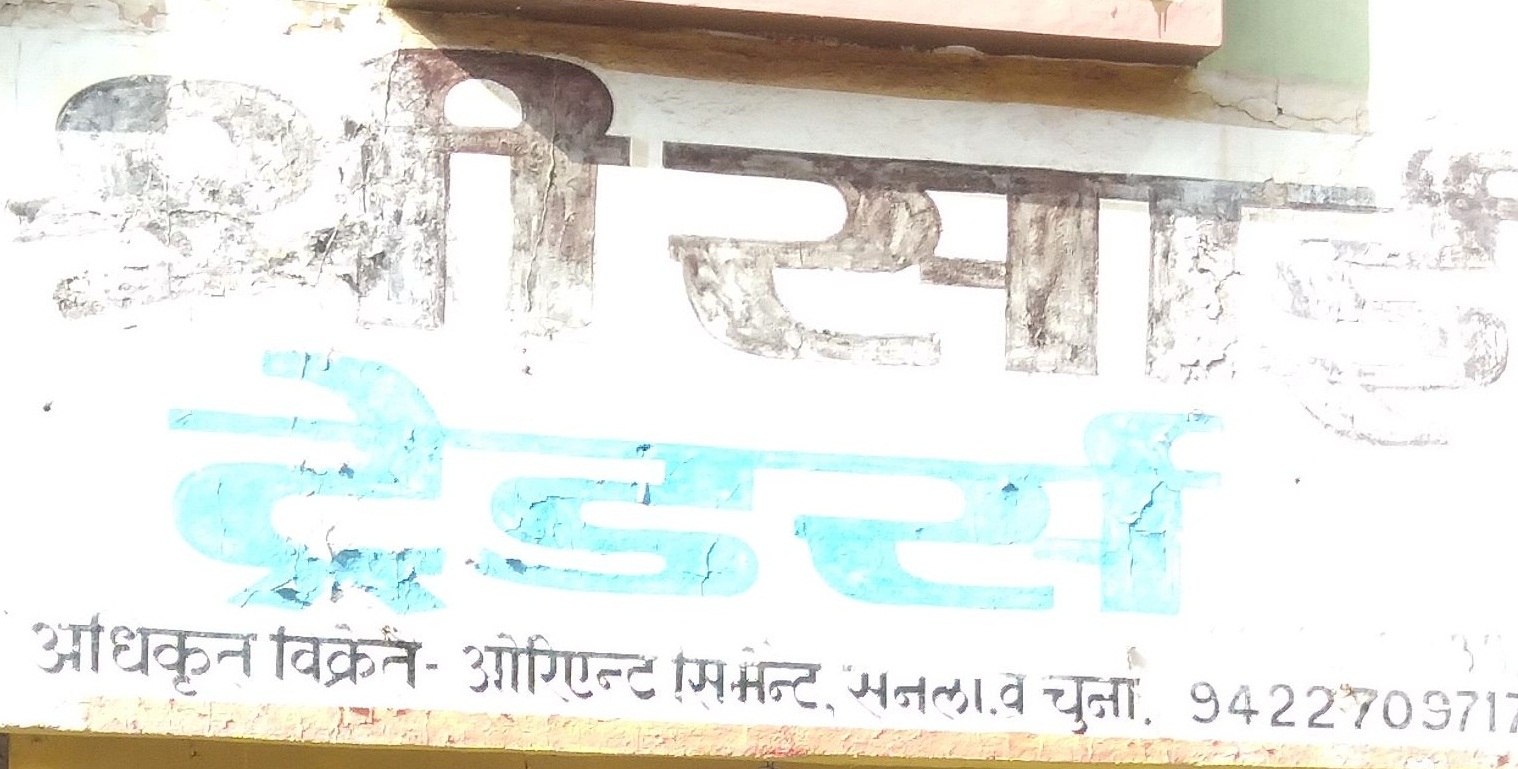 श्री साई
ट्रेडर्स
अधिकृत विक्रेते- ओरिएन्ट सिमेन्ट, सनला.व चुना. 9422709717